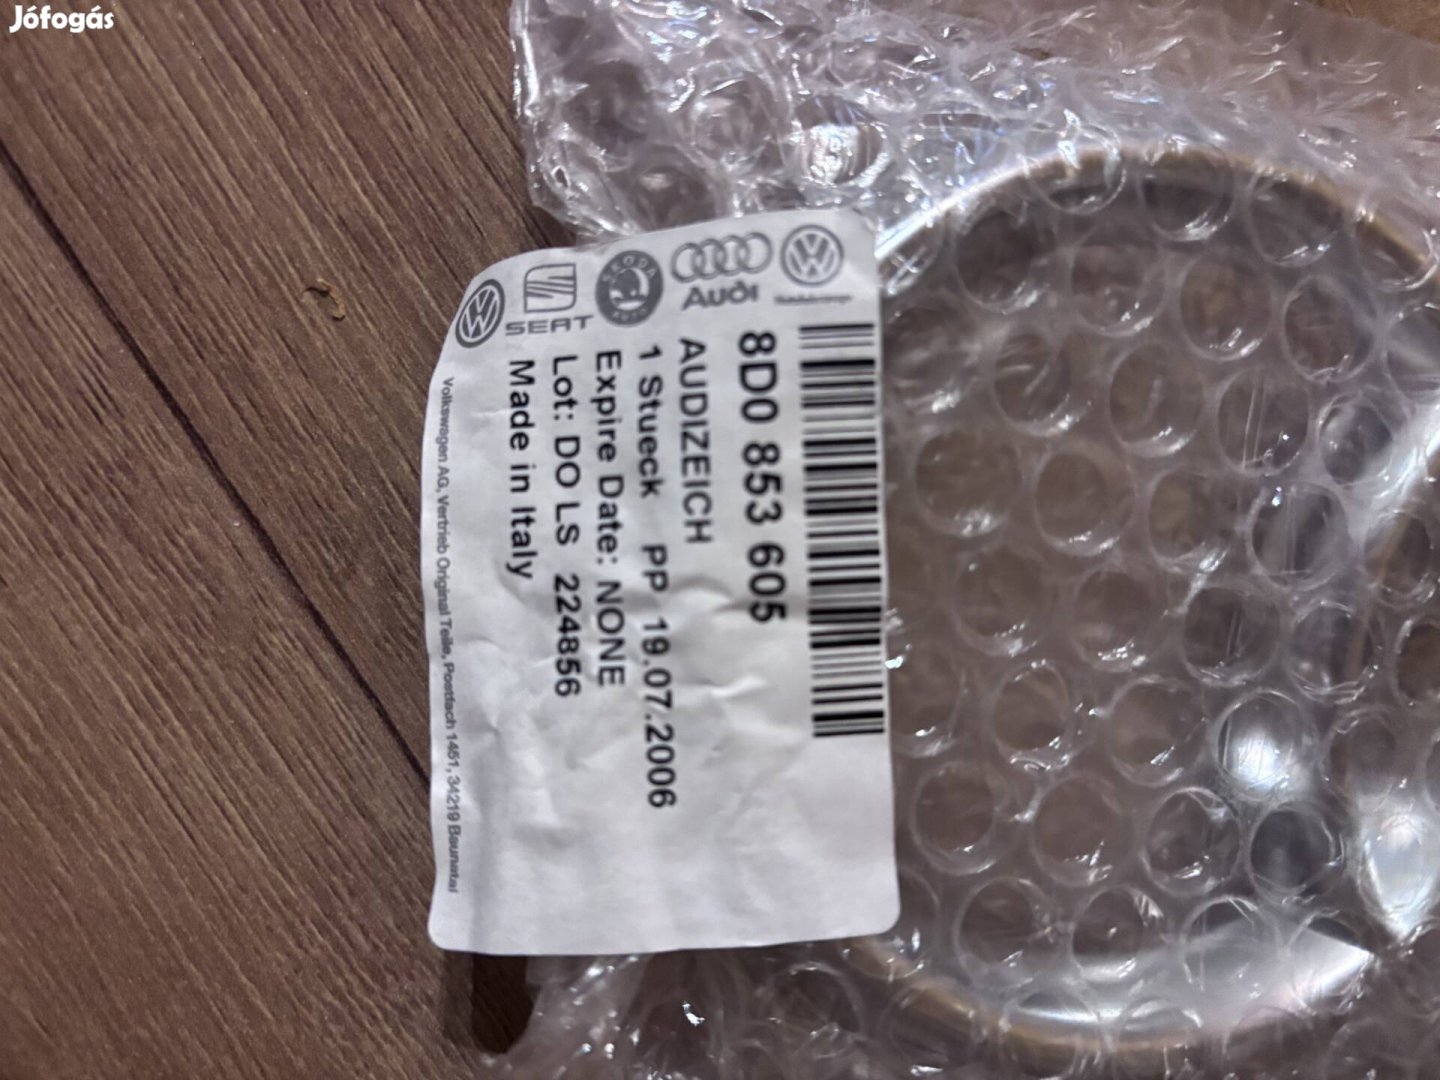 Jófogás
SEAT
SKODA
Audi
8D0 853 605
AUDIZEICH
1 Stueck PP 19.07.2006
Expire Date: NONE
Lot: DO LS 224856
Made in Italy
Volkswagen AG, Vertrieb Original Teile, Postfach 1451, 34219 Baunatal